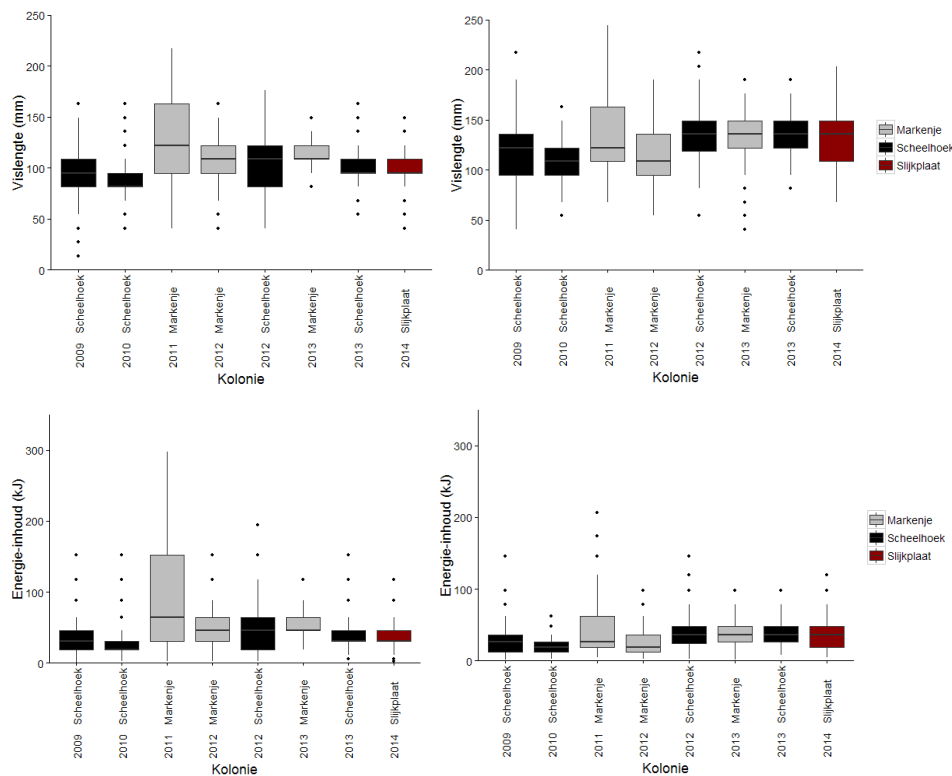 250
200
150
100
50
0
Vislengte (mm)
2009 Scheelhoek
2010 Scheelhoek
2011 Markenje
2012 Markenje
2012 Scheelhoek
2013 Markenje
2013 Scheelhoek
2014 Slijkplaat
Kolonie
250
200
150
100
50
0
Vislengte (mm)
2009 Scheelhoek
2010 Scheelhoek
2011 Markenje
2012 Markenje
2012 Scheelhoek
2013 Markenje
2013 Scheelhoek
2014 Slijkplaat
Kolonie
Markenje
Scheelhoek
Slijkplaat
300
200
100
0
Energie-inhoud (kJ)
2009 Scheelhoek
2010 Scheelhoek
2011 Markenje
2012 Markenje
2012 Scheelhoek
2013 Markenje
2013 Scheelhoek
2014 Slijkplaat
Kolonie
300
200
100
0
Energie-inhoud (kJ)
2009 Scheelhoek
2010 Scheelhoek
2011 Markenje
2012 Markenje
2012 Scheelhoek
2013 Markenje
2013 Scheelhoek
2014 Slijkplaat
Kolonie
Markenje
Scheelhoek
Slijkplaat